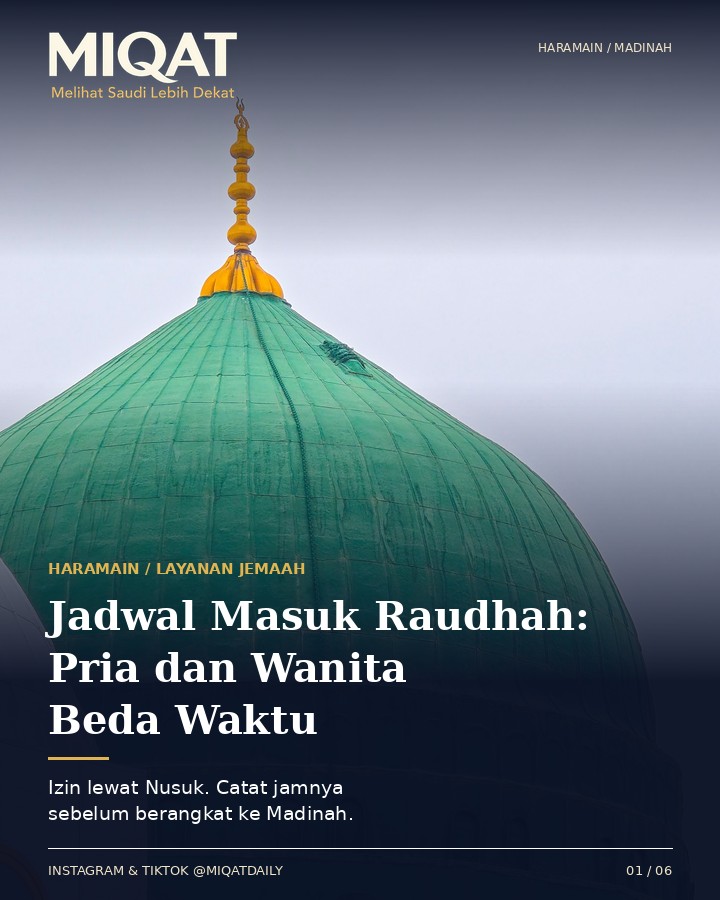 MIQAT
Melihat Saudi Lebih Dekat
HARAMAIN / MADINAH
HARAMAIN / LAYANAN JEMAAH
Jadwal Masuk Raudhah:
Pria dan Wanita
Beda Waktu
Izin lewat Nusuk. Catat jamnya
sebelum berangkat ke Madinah.
INSTAGRAM & TIKTOK @MIQATDAILY
01 / 06